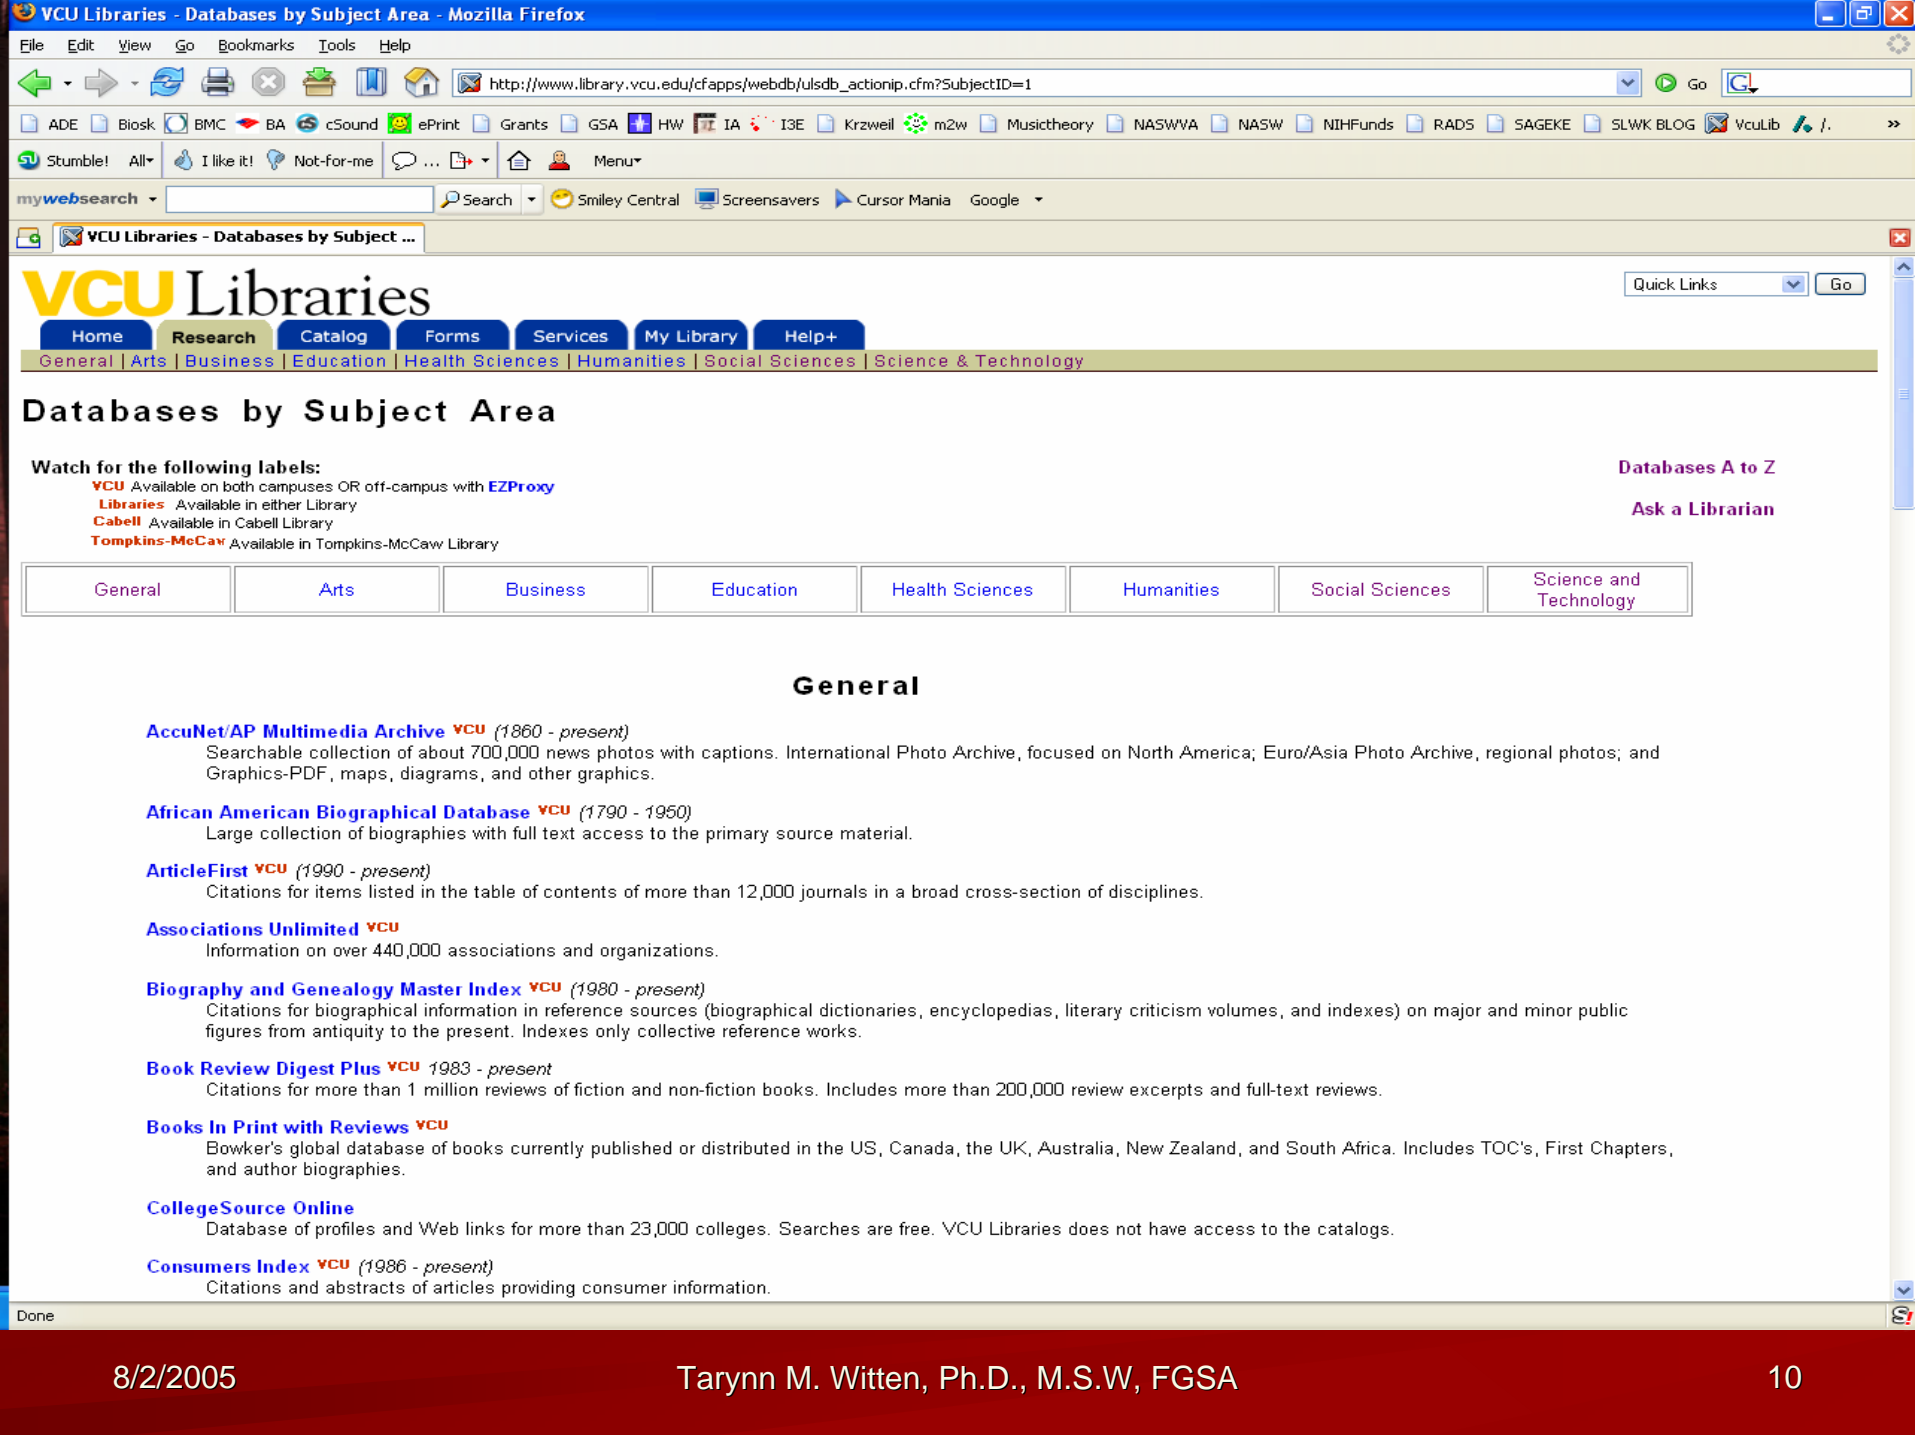 VCU Libraries - Databases by Subject Area - Mozilla Firefox
File Edit View Go Bookmarks Tools Help
http://www.library.vcu.edu/cfapps/webdb/ulsdb_actionip.cfm?SubjectID=1 Go G
ADE Biosk BMC BA cSound ePrint Grants GSA HW IA I3E Krzweil m2w Musictheory NASWVA NASW NIHFunds RADS SAGEKE SLWK BLOG VcuLib /. »
Stumble! All I like it! Not-for-me ... Menu
mywebsearch Search Smiley Central Screensavers Cursor Mania Google
VCU Libraries - Databases by Subject ...
VCU Libraries
Quick Links Go
Home Research Catalog Forms Services My Library Help+
General | Arts | Business | Education | Health Sciences | Humanities | Social Sciences | Science & Technology
Databases by Subject Area
Watch for the following labels:
VCU Available on both campuses OR off-campus with EZProxy
Libraries Available in either Library
Cabell Available in Cabell Library
Tompkins-McCaw Available in Tompkins-McCaw Library
Databases A to Z
Ask a Librarian
General Arts Business Education Health Sciences Humanities Social Sciences Science and
Technology
General
AccuNet/AP Multimedia Archive VCU (1860 - present)
Searchable collection of about 700,000 news photos with captions. International Photo Archive, focused on North America; Euro/Asia Photo Archive, regional photos; and
Graphics-PDF, maps, diagrams, and other graphics.
African American Biographical Database VCU (1790 - 1950)
Large collection of biographies with full text access to the primary source material.
ArticleFirst VCU (1990 - present)
Citations for items listed in the table of contents of more than 12,000 journals in a broad cross-section of disciplines.
Associations Unlimited VCU
Information on over 440,000 associations and organizations.
Biography and Genealogy Master Index VCU (1980 - present)
Citations for biographical information in reference sources (biographical dictionaries, encyclopedias, literary criticism volumes, and indexes) on major and minor public
figures from antiquity to the present. Indexes only collective reference works.
Book Review Digest Plus VCU 1983 - present
Citations for more than 1 million reviews of fiction and non-fiction books. Includes more than 200,000 review excerpts and full-text reviews.
Books In Print with Reviews VCU
Bowker's global database of books currently published or distributed in the US, Canada, the UK, Australia, New Zealand, and South Africa. Includes TOC's, First Chapters,
and author biographies.
CollegeSource Online
Database of profiles and Web links for more than 23,000 colleges. Searches are free. VCU Libraries does not have access to the catalogs.
Consumers Index VCU (1986 - present)
Citations and abstracts of articles providing consumer information.
Done S!
8/2/2005 Tarynn M. Witten, Ph.D., M.S.W, FGSA 10